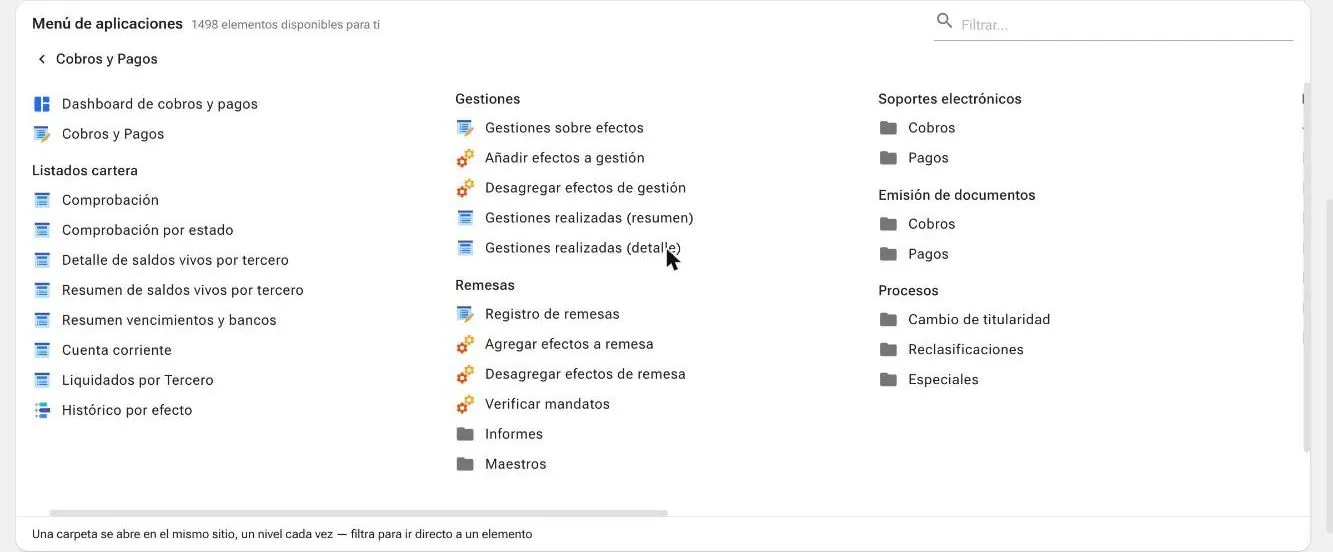 Menú de aplicaciones 1498 elementos disponibles para ti
Filtrar...
Cobros y Pagos
Dashboard de cobros y pagos
Cobros y Pagos
Listados cartera
Comprobación
Comprobación por estado
Detalle de saldos vivos por tercero
Resumen de saldos vivos por tercero
Resumen vencimientos y bancos
Cuenta corriente
Liquidados por Tercero
Histórico por efecto
Gestiones
Gestiones sobre efectos
Añadir efectos a gestión
Desagregar efectos de gestión
Gestiones realizadas (resumen)
Gestiones realizadas (detalle)
Remesas
Registro de remesas
Agregar efectos a remesa
Desagregar efectos de remesa
Verificar mandatos
Informes
Maestros
Soportes electrónicos
Cobros
Pagos
Emisión de documentos
Cobros
Pagos
Procesos
Cambio de titularidad
Reclasificaciones
Especiales
Una carpeta se abre en el mismo sitio, un nivel cada vez — filtra para ir directo a un elemento